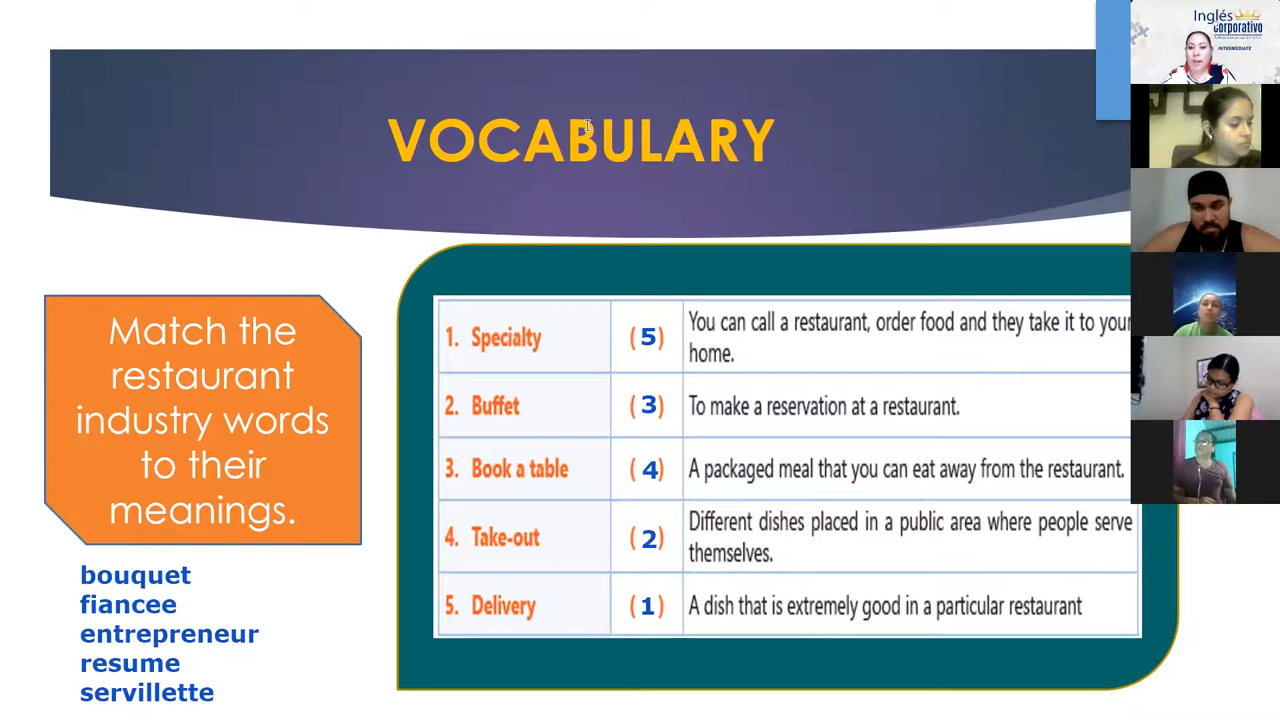 VOCABULARY
Match the
restaurant
industry words
to their
meanings.
bouquet
fiancee
entrepreneur
resume
servillette
1. Specialty (5) You can call a restaurant, order food and they take it to your
home.
2. Buffet (3) To make a reservation at a restaurant.
3. Book a table (4) A packaged meal that you can eat away from the restaurant.
4. Take-out (2) Different dishes placed in a public area where people serve
themselves.
5. Delivery (1) A dish that is extremely good in a particular restaurant
Inglés
Corporativo
INTERMEDIATE